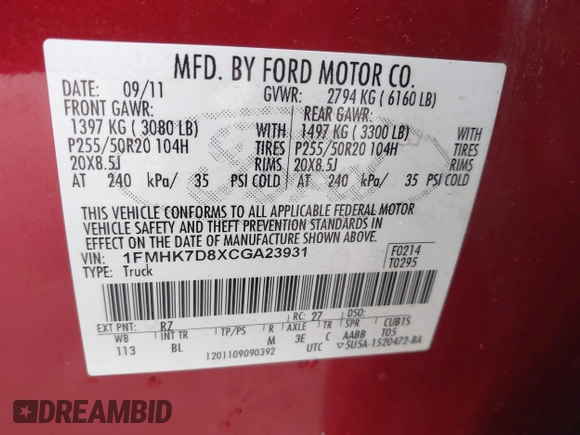 MFD. BY FORD MOTOR CO.
DATE: 09/11 GVWR: 2794 KG ( 6160 LB)
FRONT GAWR: REAR GAWR:
1397 KG ( 3080 LB) WITH 1497 KG ( 3300 LB) WITH
P255/50R20 104H TIRES P255/50R20 104H TIRES
20X8.5J RIMS 20X8.5J RIMS
AT 240 kPa/ 35 PSI COLD AT 240 kPa/ 35 PSI COLD
THIS VEHICLE CONFORMS TO ALL APPLICABLE FEDERAL MOTOR
VEHICLE SAFETY AND THEFT PREVENTION STANDARDS IN
EFFECT ON THE DATE OF MANUFACTURE SHOWN ABOVE.
VIN: 1FMHK7D8XCGA23931 F0214
TYPE: Truck T0295
EXT PNT: RZ RC: 27 DSO:
WB INT TR TP/PS R AXLE TR SPR CUBIS
113 BL M 3E C AABB T05
1201109090392 UTC 5U5A-1520472-BA
DREAMBID